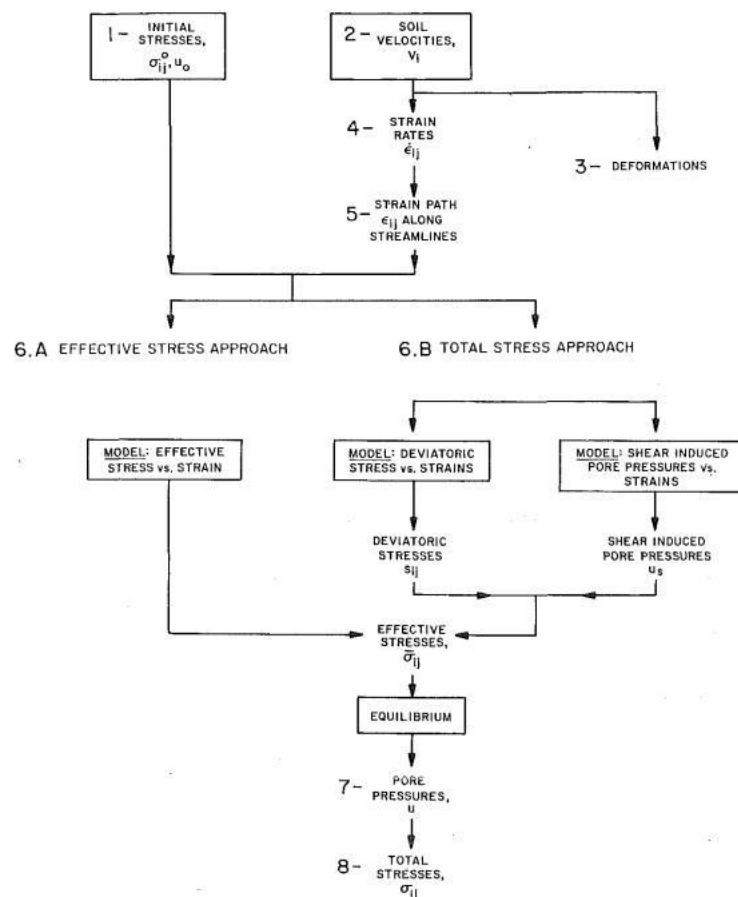 1- INITIAL
STRESSES,
σ°ij, uo
2- SOIL
VELOCITIES,
vi
4- STRAIN
RATES
ε̇ij
3- DEFORMATIONS
5- STRAIN PATH
εij ALONG
STREAMLINES
6.A EFFECTIVE STRESS APPROACH
6.B TOTAL STRESS APPROACH
MODEL: EFFECTIVE
STRESS vs. STRAIN
MODEL: DEVIATORIC
STRESS vs. STRAINS
MODEL: SHEAR INDUCED
PORE PRESSURES vs.
STRAINS
DEVIATORIC
STRESSES
sij
SHEAR INDUCED
PORE PRESSURES
us
EFFECTIVE
STRESSES,
σ̄ij
EQUILIBRIUM
7- PORE
PRESSURES,
u
8- TOTAL
STRESSES,
σij